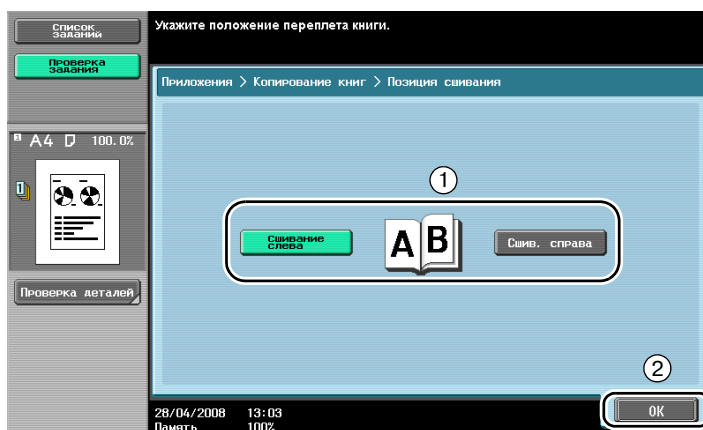 Список
заданий
Укажите положение переплета книги.
Проверка
задания
Приложения > Копирование книг > Позиция сшивания
A4 100.0%
1
1
Сшивание
слева
A B
Сшив. справа
Проверка деталей
2
OK
28/04/2008 13:03
Память 100%